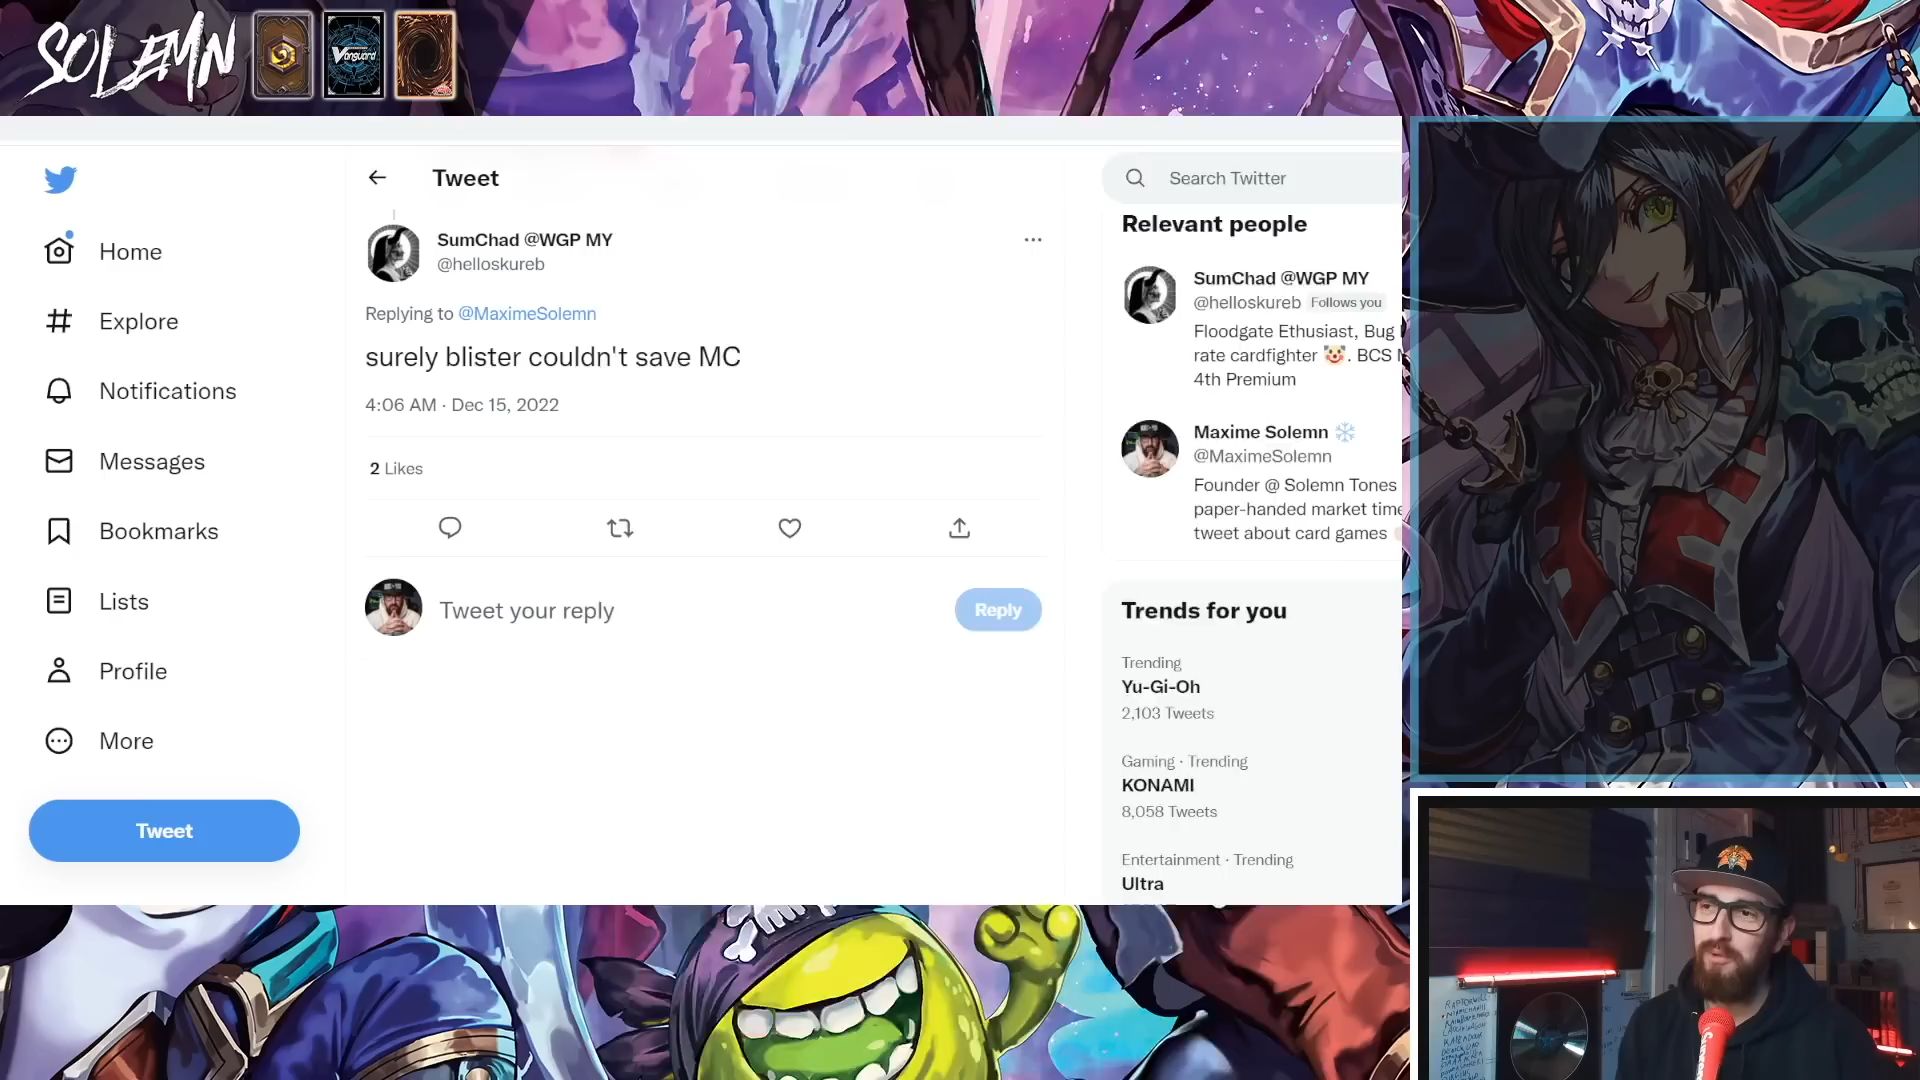 SOLEMN
Vanguard
Tweet
Search Twitter
Home
Explore
Notifications
Messages
Bookmarks
Lists
Profile
More
Tweet
SumChad @WGP MY
@helloskureb
Replying to @MaximeSolemn
surely blister couldn't save MC
4:06 AM · Dec 15, 2022
2 Likes
Tweet your reply
Reply
Relevant people
SumChad @WGP MY
@helloskureb Follows you
Floodgate Ethusiast, Bug
rate cardfighter 🤡. BCS
4th Premium
Maxime Solemn ❄️
@MaximeSolemn
Founder @ Solemn Tones
paper-handed market time
tweet about card games
Trends for you
Trending
Yu-Gi-Oh
2,103 Tweets
Gaming · Trending
KONAMI
8,058 Tweets
Entertainment · Trending
Ultra